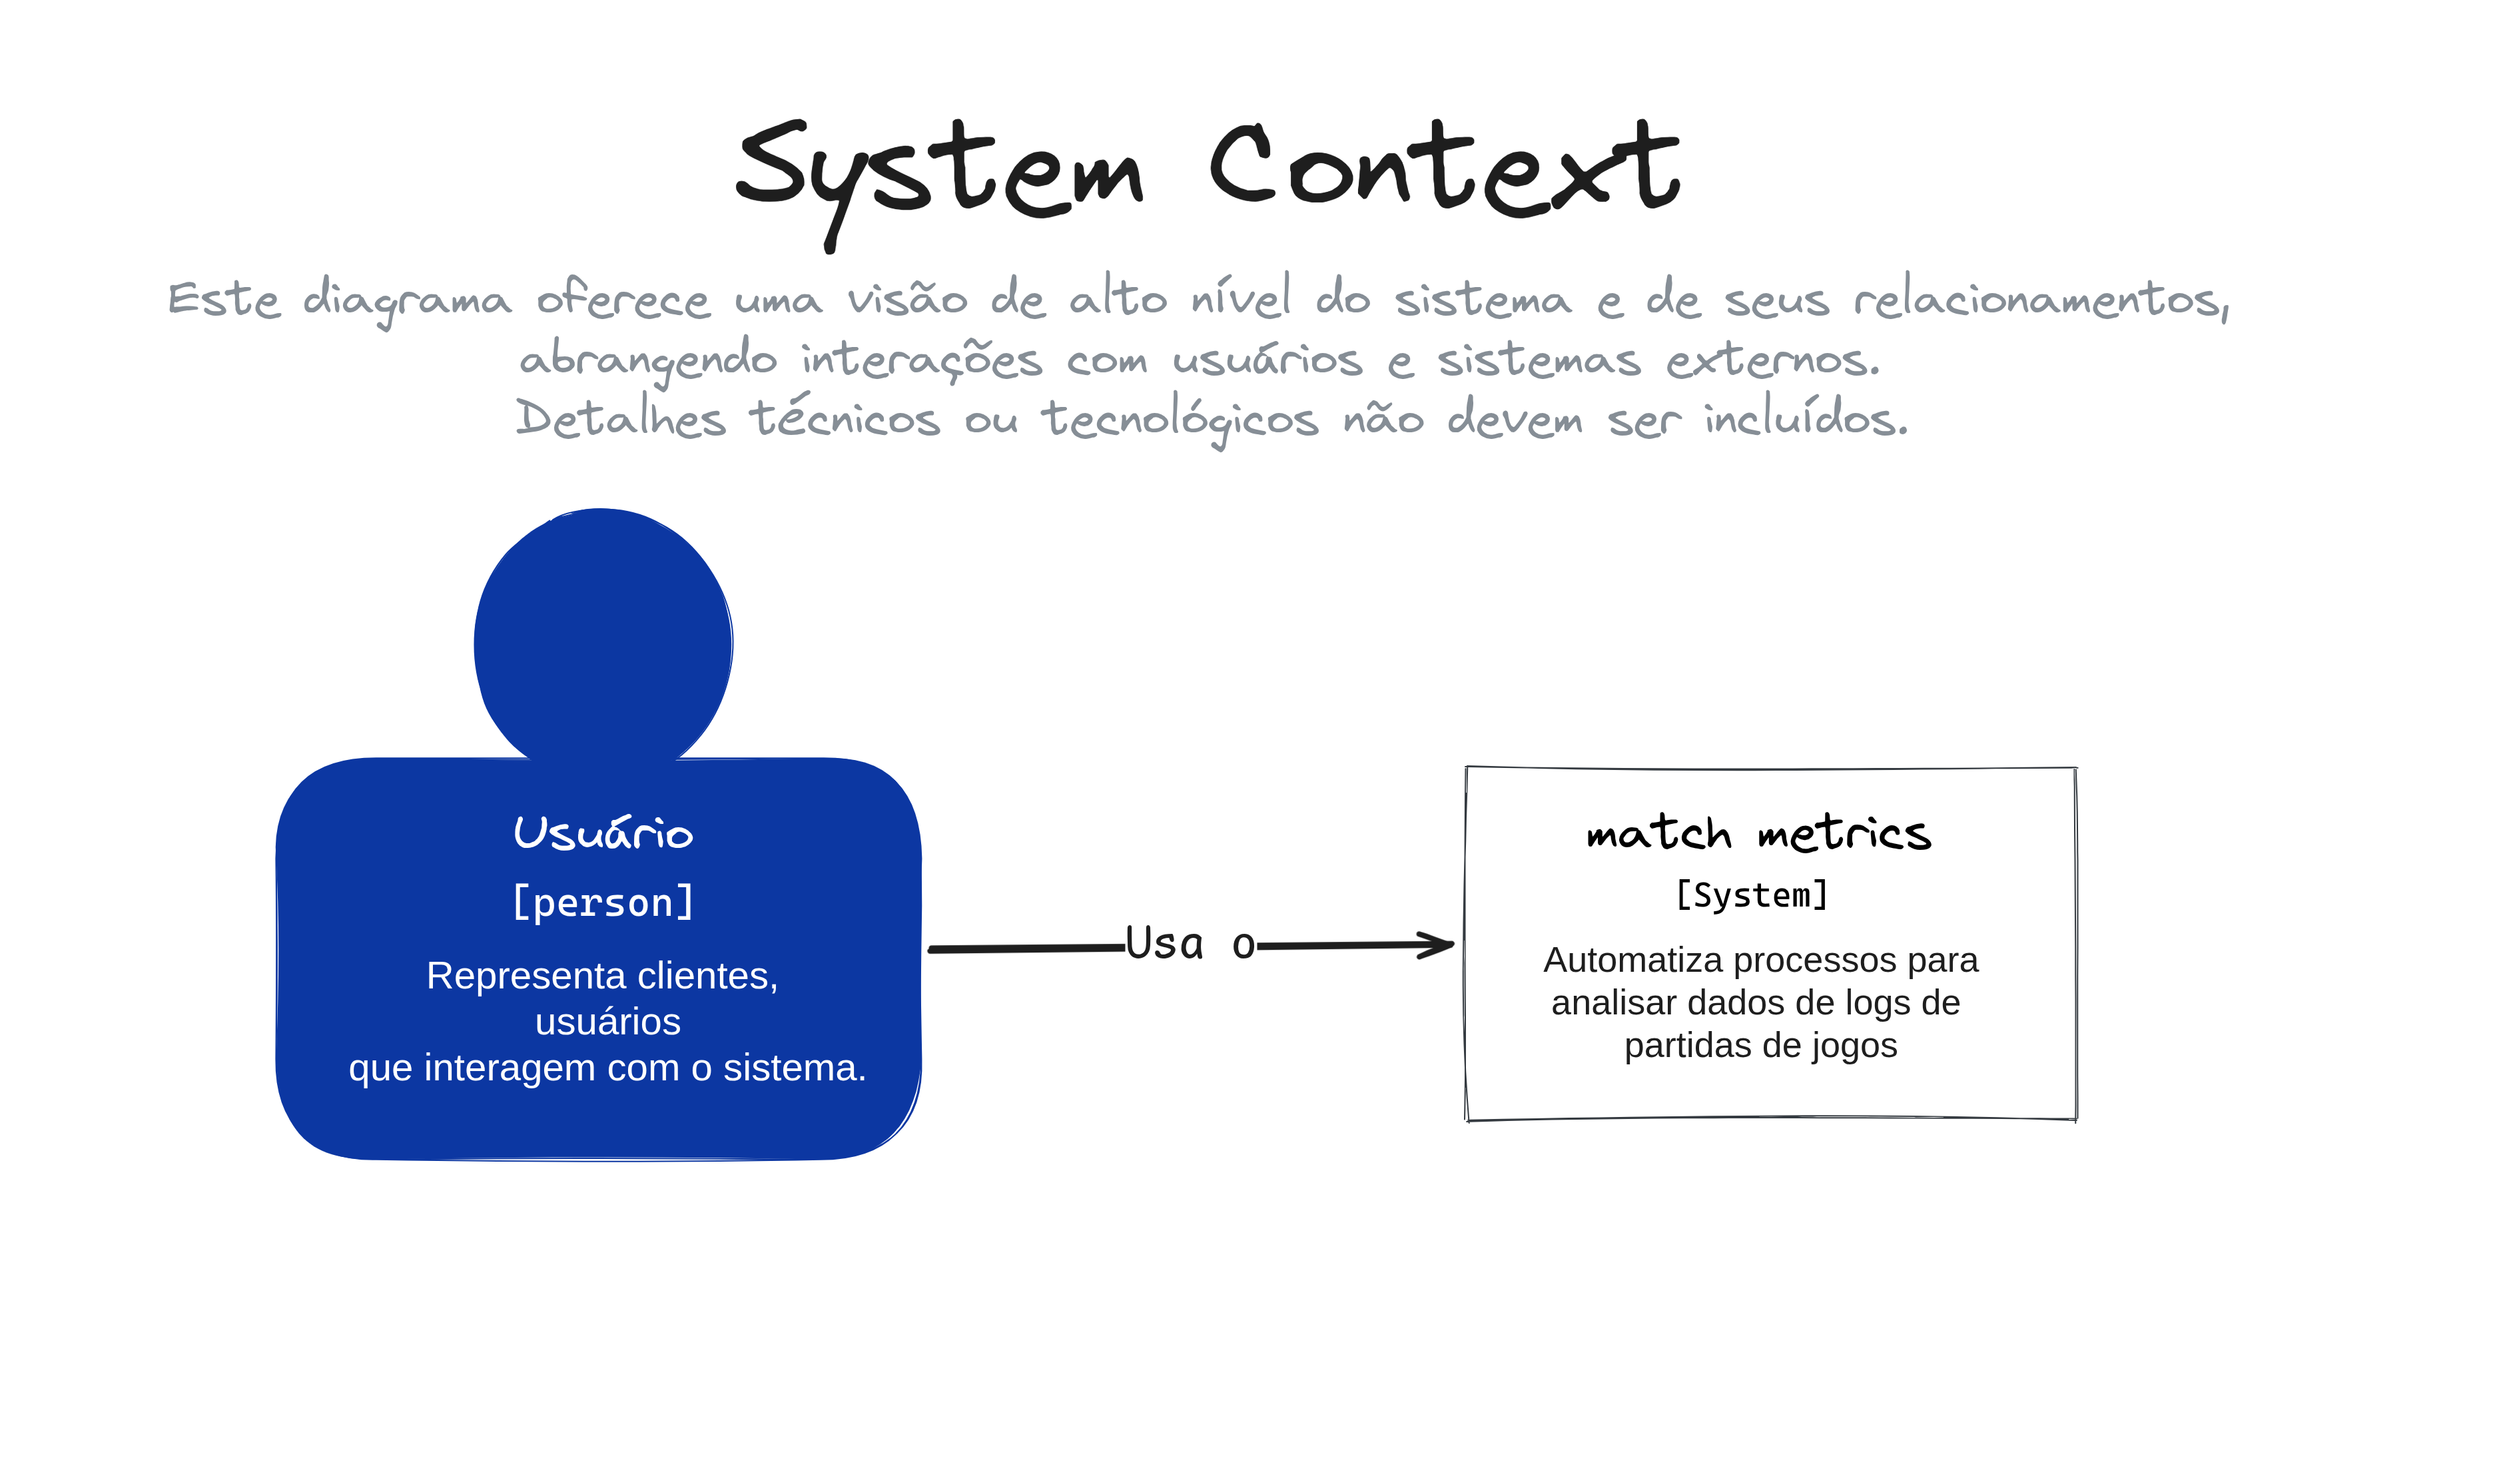 System Context
Este diagrama oferece uma visão de alto nível do sistema e de seus relacionamentos,
abrangendo interações com usuários e sistemas externos.
Detalhes técnicos ou tecnológicos não devem ser incluídos.
Usuário
[person]
Representa clientes,
usuários
que interagem com o sistema.
Usa o
match metrics
[System]
Automatiza processos para
analisar dados de logs de
partidas de jogos